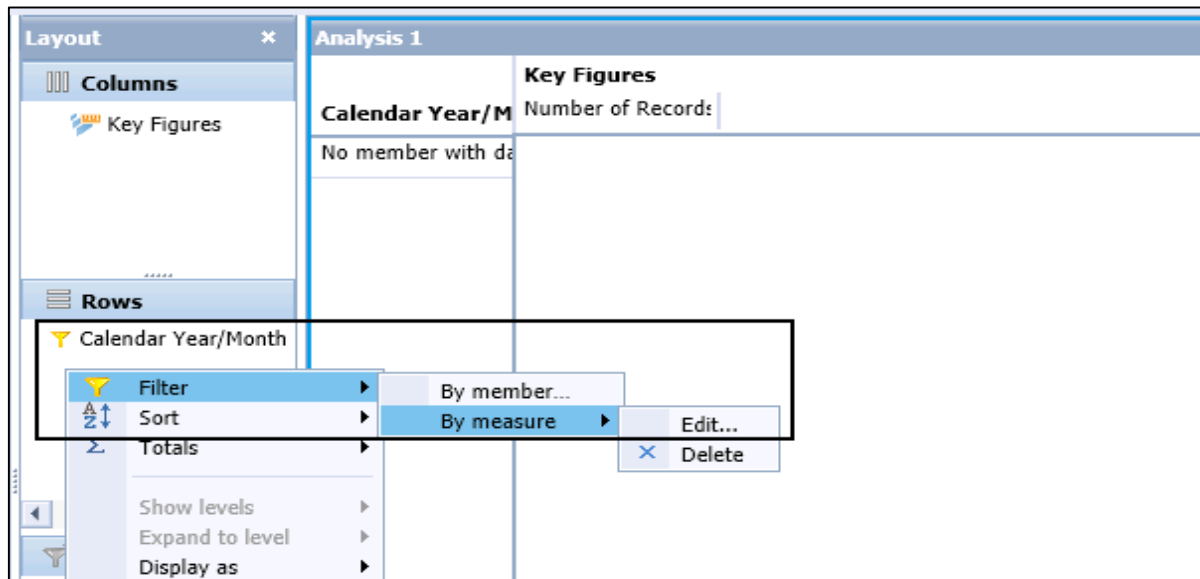 Layout
Analysis 1
Columns
Key Figures
Key Figures
Calendar Year/M
Number of Records
No member with da
Rows
Calendar Year/Month
Filter
By member...
Sort
By measure
Edit...
Totals
Delete
Show levels
Expand to level
Display as